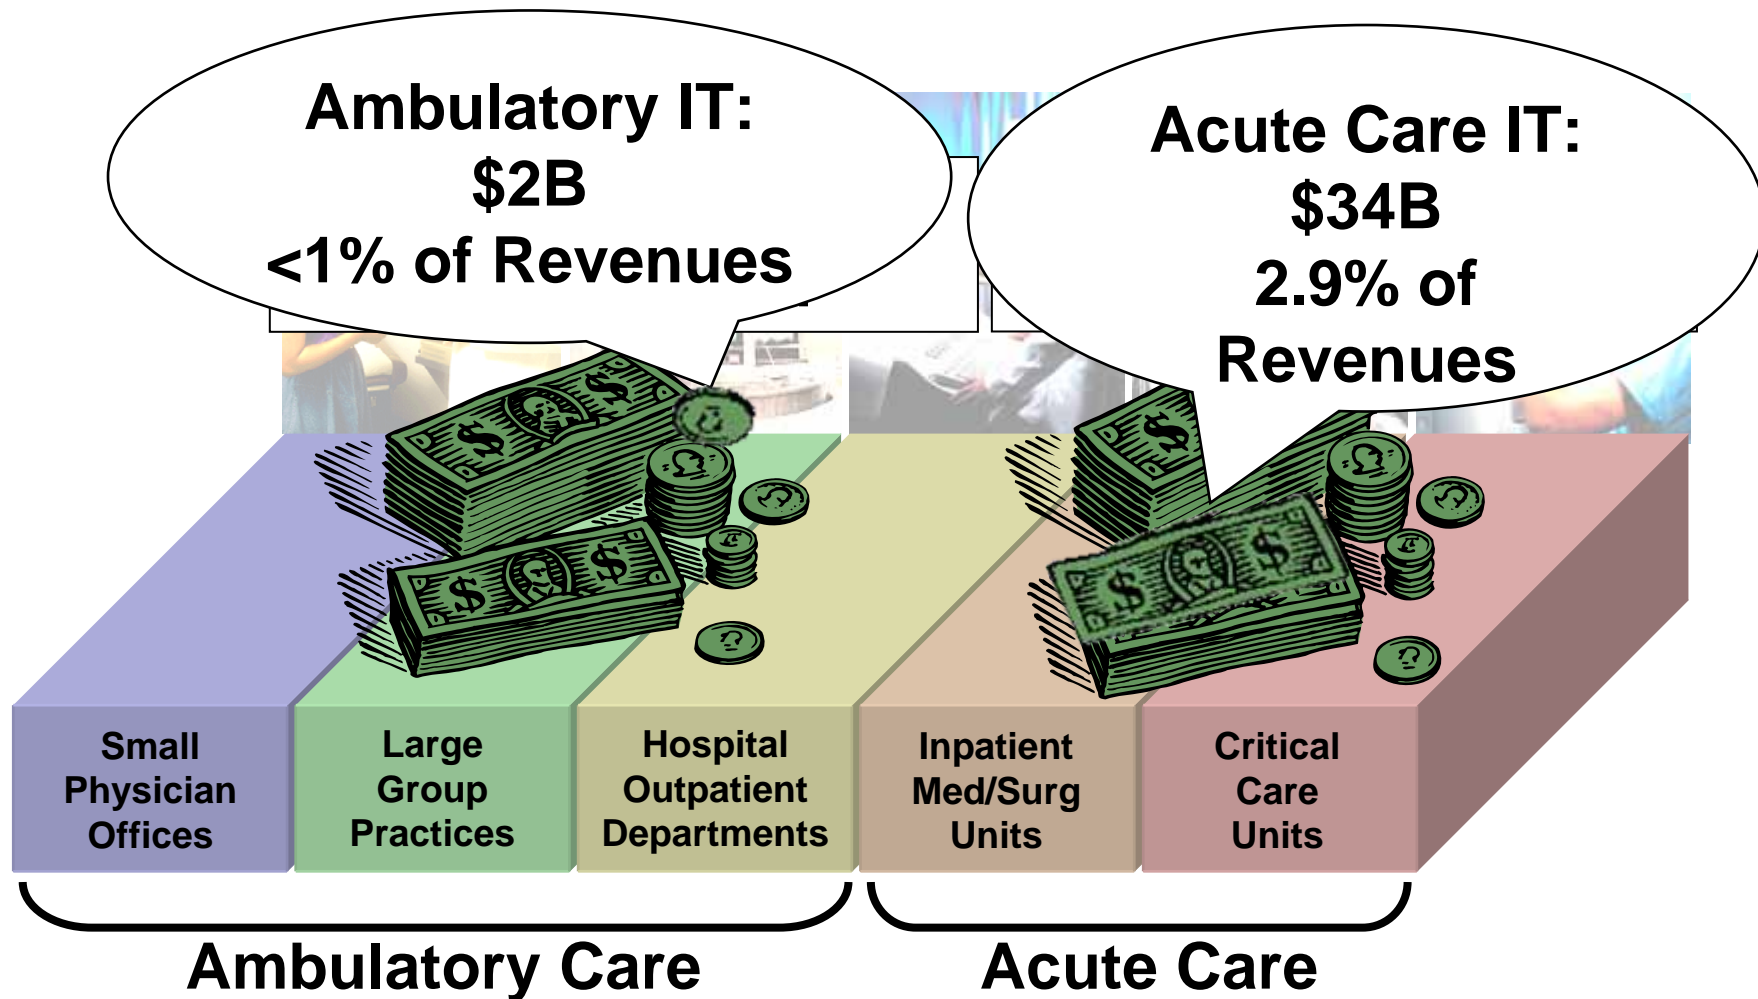 Ambulatory IT:
$2B
<1% of Revenues
Acute Care IT:
$34B
2.9% of
Revenues
Small
Physician
Offices
Large
Group
Practices
Hospital
Outpatient
Departments
Inpatient
Med/Surg
Units
Critical
Care
Units
Ambulatory Care
Acute Care